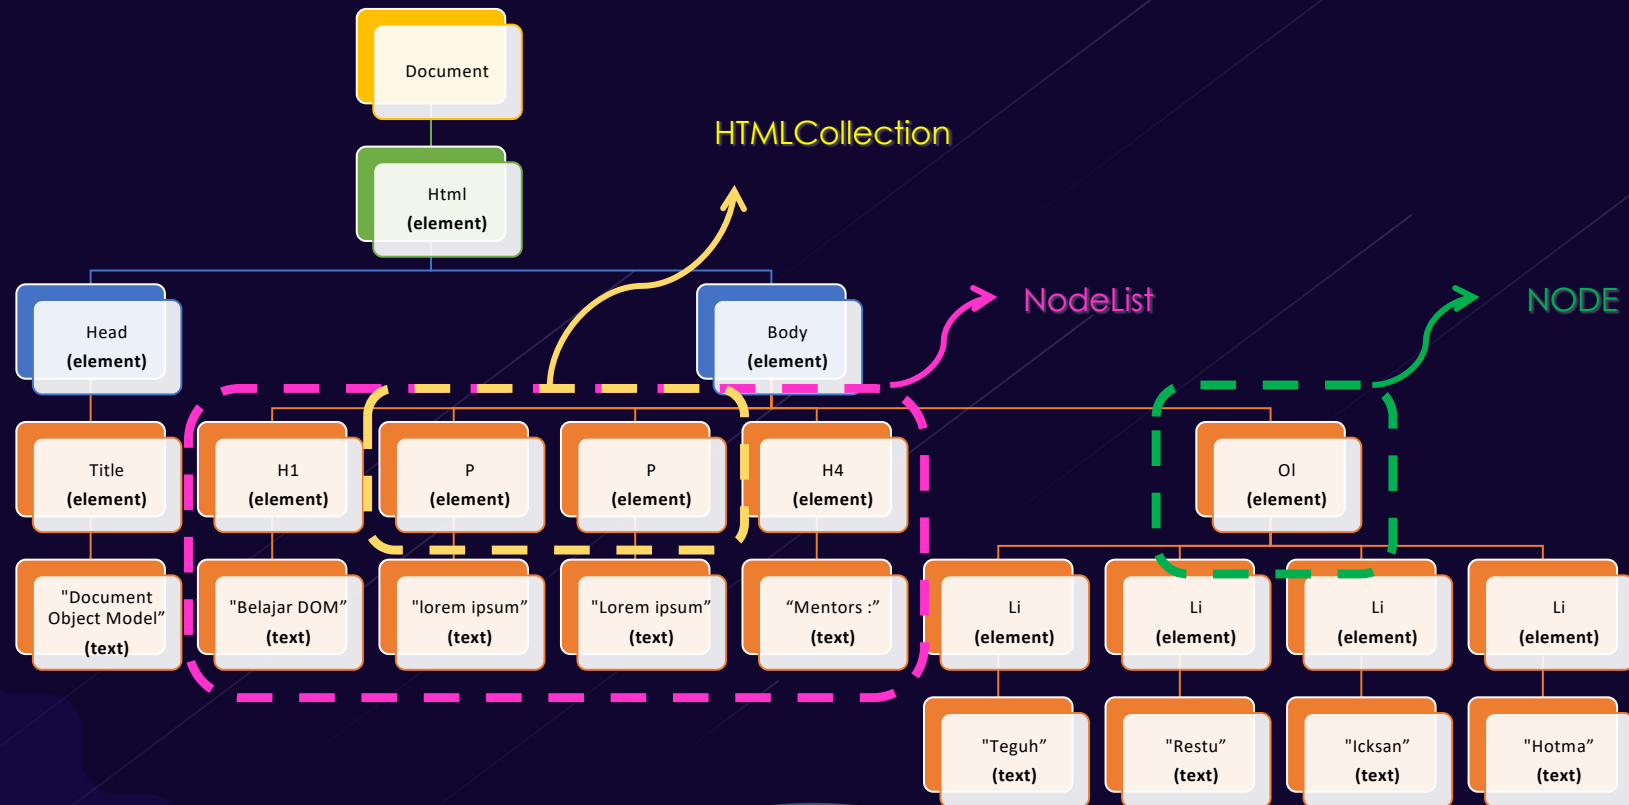 Document
HTMLCollection
Html
(element)
NodeList
NODE
Head
(element)
Body
(element)
Title
(element)
H1
(element)
P
(element)
P
(element)
H4
(element)
Ol
(element)
"Document
Object Model”
(text)
"Belajar DOM”
(text)
"lorem ipsum”
(text)
"Lorem ipsum”
(text)
“Mentors :”
(text)
Li
(element)
Li
(element)
Li
(element)
Li
(element)
"Teguh”
(text)
"Restu”
(text)
"Icksan”
(text)
"Hotma”
(text)